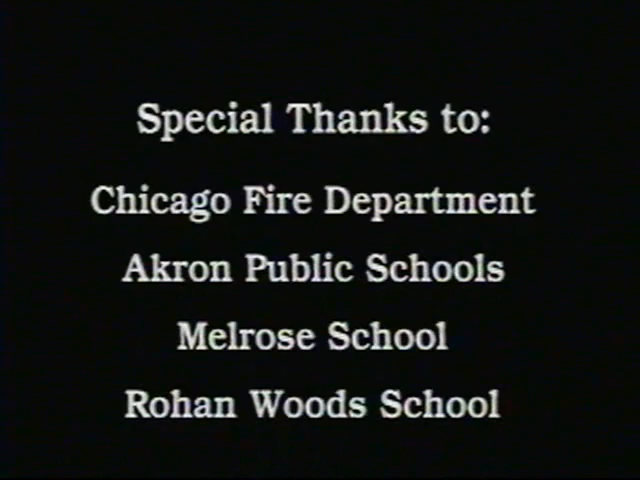 Special Thanks to:
Chicago Fire Department
Akron Public Schools
Melrose School
Rohan Woods School